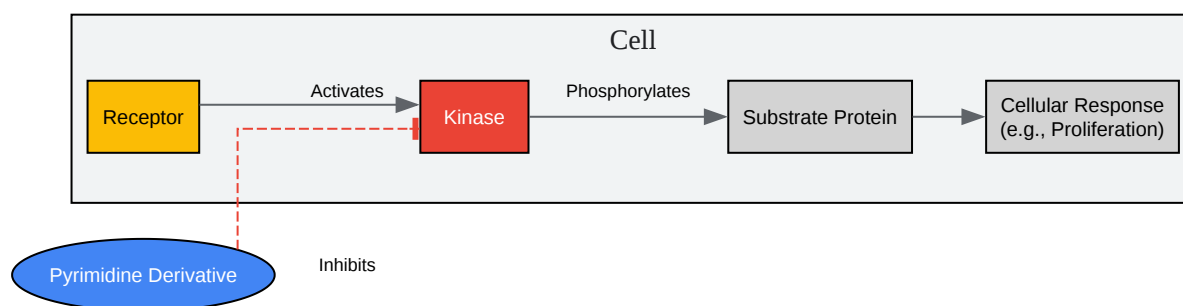 Cell
Receptor
Activates
Kinase
Phosphorylates
Substrate Protein
Cellular Response
(e.g., Proliferation)
Pyrimidine Derivative
Inhibits